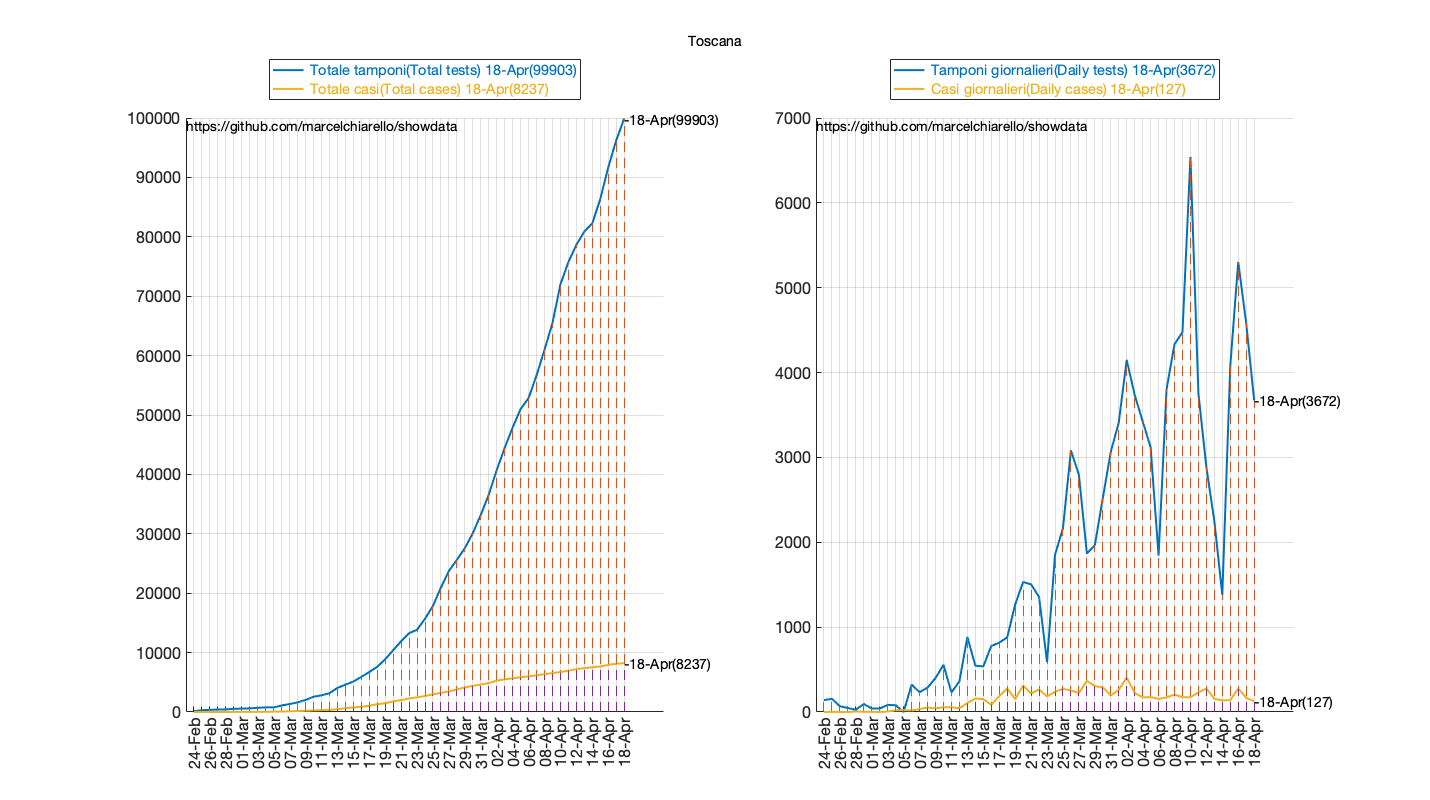 Toscana
Totale tamponi(Total tests) 18-Apr(99903)
Totale casi(Total cases) 18-Apr(8237)
https://github.com/marcelchiarello/showdata
100000
90000
80000
70000
60000
50000
40000
30000
20000
10000
0
18-Apr(99903)
18-Apr(8237)
24-Feb
26-Feb
28-Feb
01-Mar
03-Mar
05-Mar
07-Mar
09-Mar
11-Mar
13-Mar
15-Mar
17-Mar
19-Mar
21-Mar
23-Mar
25-Mar
27-Mar
29-Mar
31-Mar
02-Apr
04-Apr
06-Apr
08-Apr
10-Apr
12-Apr
14-Apr
16-Apr
18-Apr
Tamponi giornalieri(Daily tests) 18-Apr(3672)
Casi giornalieri(Daily cases) 18-Apr(127)
https://github.com/marcelchiarello/showdata
7000
6000
5000
4000
3000
2000
1000
0
18-Apr(3672)
18-Apr(127)
24-Feb
26-Feb
28-Feb
01-Mar
03-Mar
05-Mar
07-Mar
09-Mar
11-Mar
13-Mar
15-Mar
17-Mar
19-Mar
21-Mar
23-Mar
25-Mar
27-Mar
29-Mar
31-Mar
02-Apr
04-Apr
06-Apr
08-Apr
10-Apr
12-Apr
14-Apr
16-Apr
18-Apr